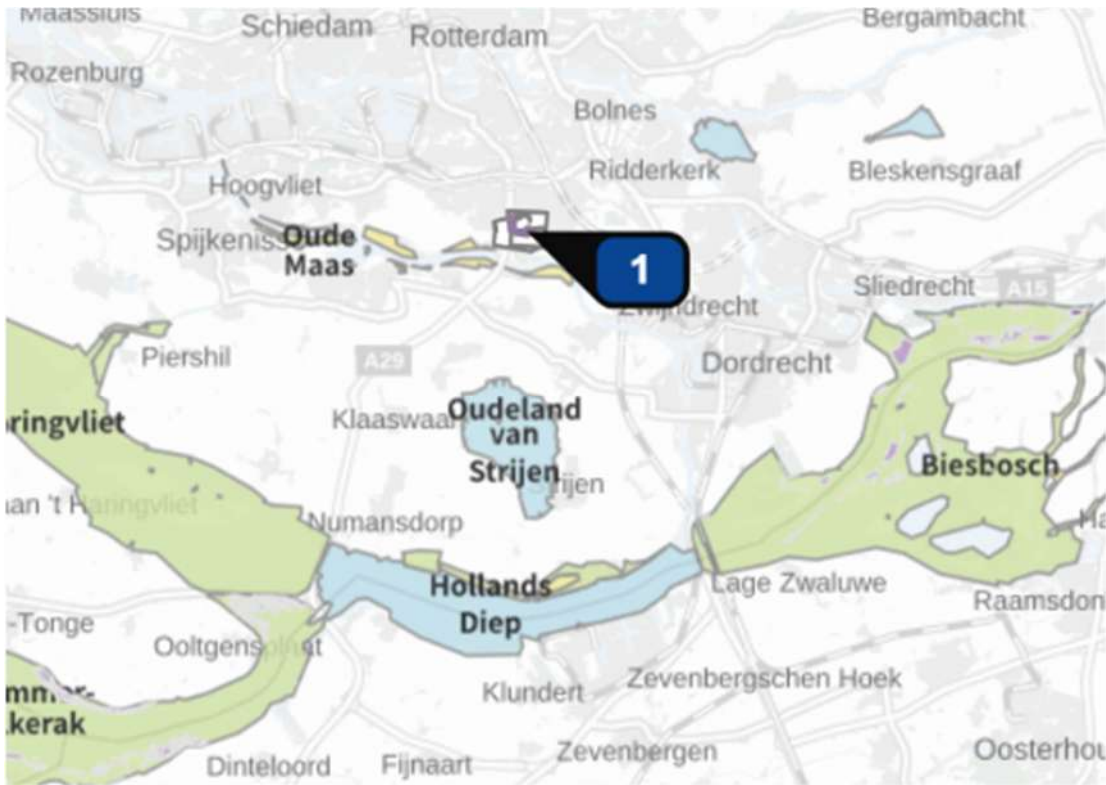 Maassluis
Schiedam
Rotterdam
Bergambacht
Rozenburg
Bolnes
Ridderkerk
Bleskensgraaf
Hoogvliet
Oude
Maas
1
Sliedrecht
A15
Zwijndrecht
Piershil
A29
Dordrecht
Klaaswaal
Oudeland
van
Strijen
Strijen
Biesbosch
Numansdorp
Hollands
Diep
Lage Zwaluwe
Raamsdon
-Tonge
Klundert
Zevenbergschen Hoek
Zevenbergen
Oosterhou
Dinteloord
Fijnaart